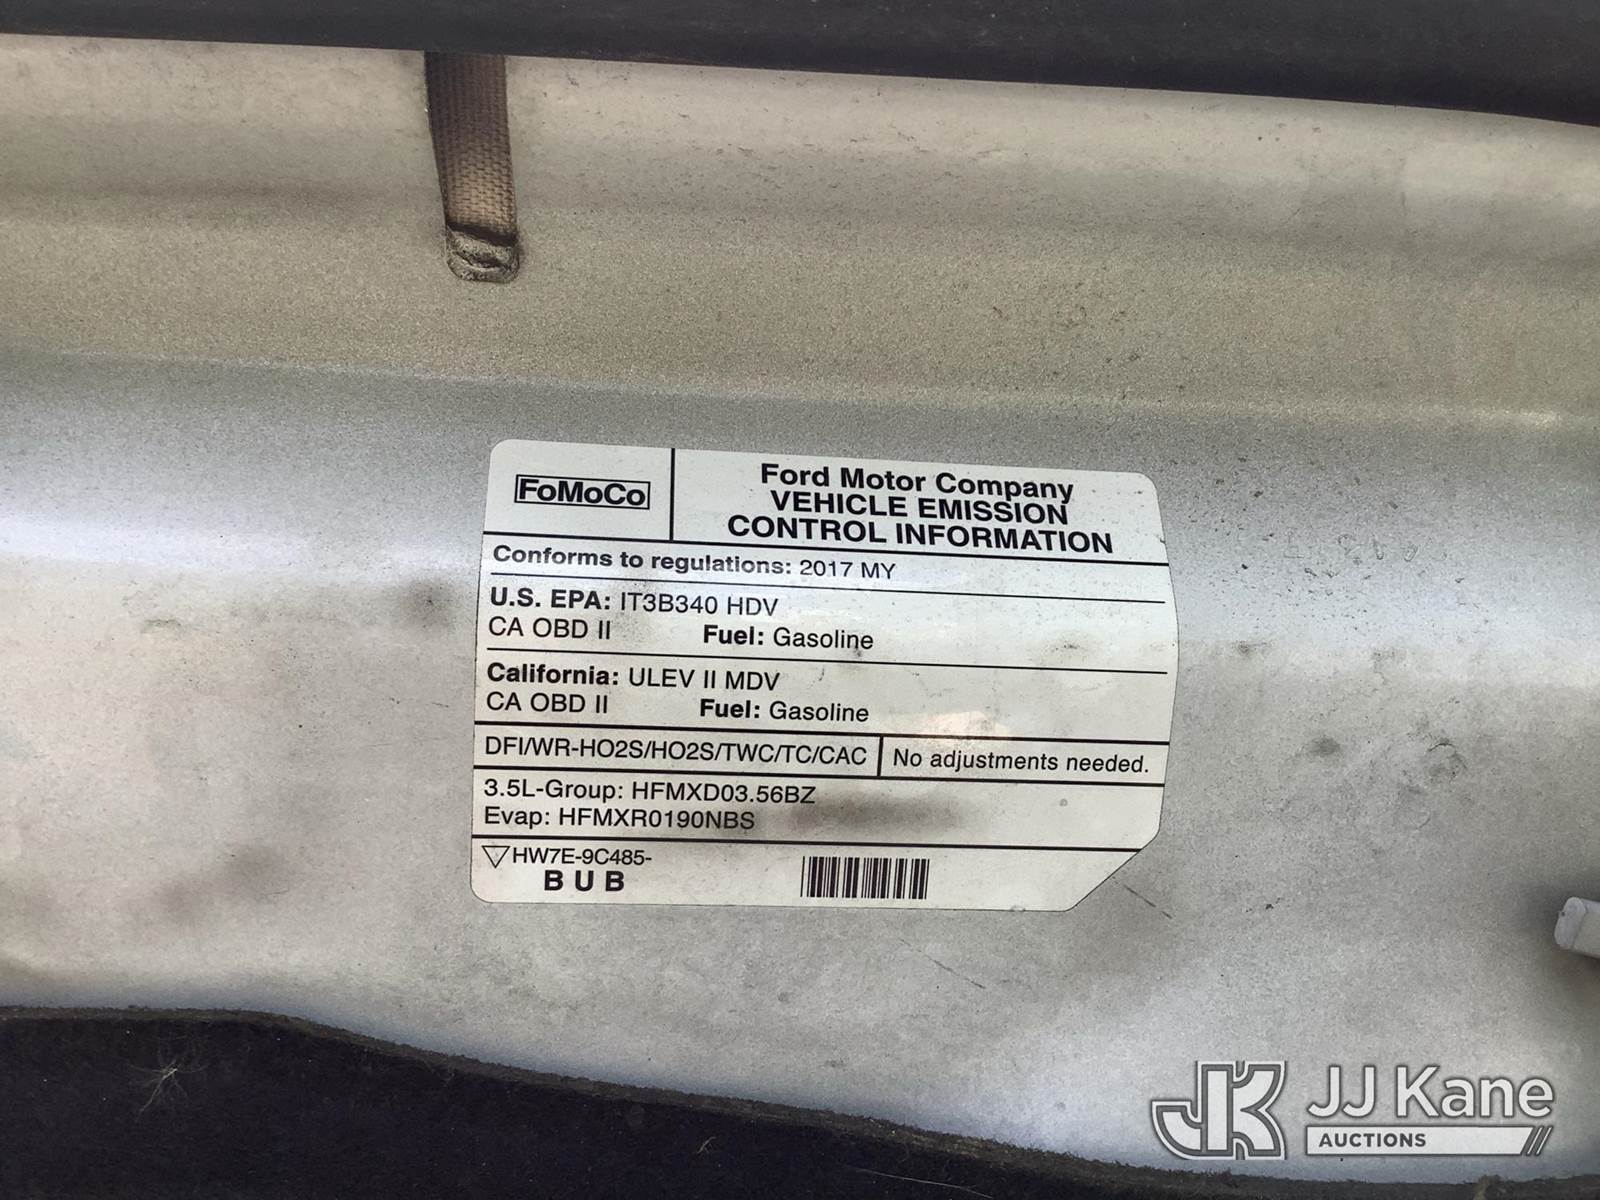 FoMoCo
Ford Motor Company
VEHICLE EMISSION
CONTROL INFORMATION
Conforms to regulations: 2017 MY
U.S. EPA: IT3B340 HDV
CA OBD II Fuel: Gasoline
California: ULEV II MDV
CA OBD II Fuel: Gasoline
DFI/WR-HO2S/HO2S/TWC/TC/CAC No adjustments needed.
3.5L-Group: HFMXD03.56BZ
Evap: HFMXR0190NBS
HW7E-9C485-
B U B
JK JJ Kane
AUCTIONS